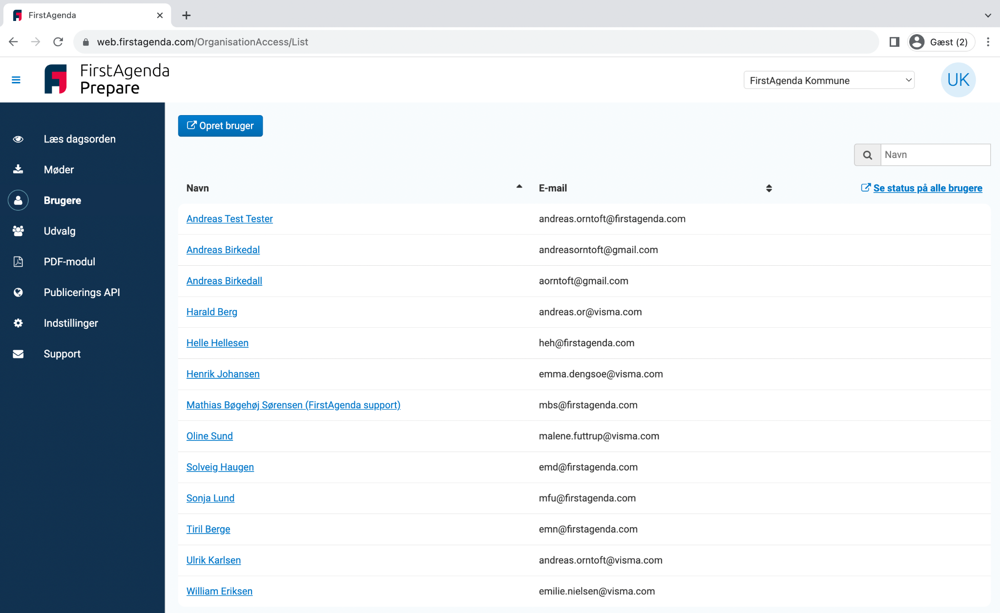 FirstAgenda
web.firstagenda.com/OrganisationAccess/List
Gæst (2)
FirstAgenda
Prepare
FirstAgenda Kommune
UK
Læs dagsorden
Møder
Brugere
Udvalg
PDF-modul
Publicerings API
Indstillinger
Support
Opret bruger
Navn
Navn E-mail Se status på alle brugere
Andreas Test Tester andreas.orntoft@firstagenda.com
Andreas Birkedal andreasorntoft@gmail.com
Andreas Birkedall aorntoft@gmail.com
Harald Berg andreas.or@visma.com
Helle Hellesen heh@firstagenda.com
Henrik Johansen emma.dengsoe@visma.com
Mathias Bøgehøj Sørensen (FirstAgenda support) mbs@firstagenda.com
Oline Sund malene.futtrup@visma.com
Solveig Haugen emd@firstagenda.com
Sonja Lund mfu@firstagenda.com
Tiril Berge emn@firstagenda.com
Ulrik Karlsen andreas.orntoft@visma.com
William Eriksen emilie.nielsen@visma.com